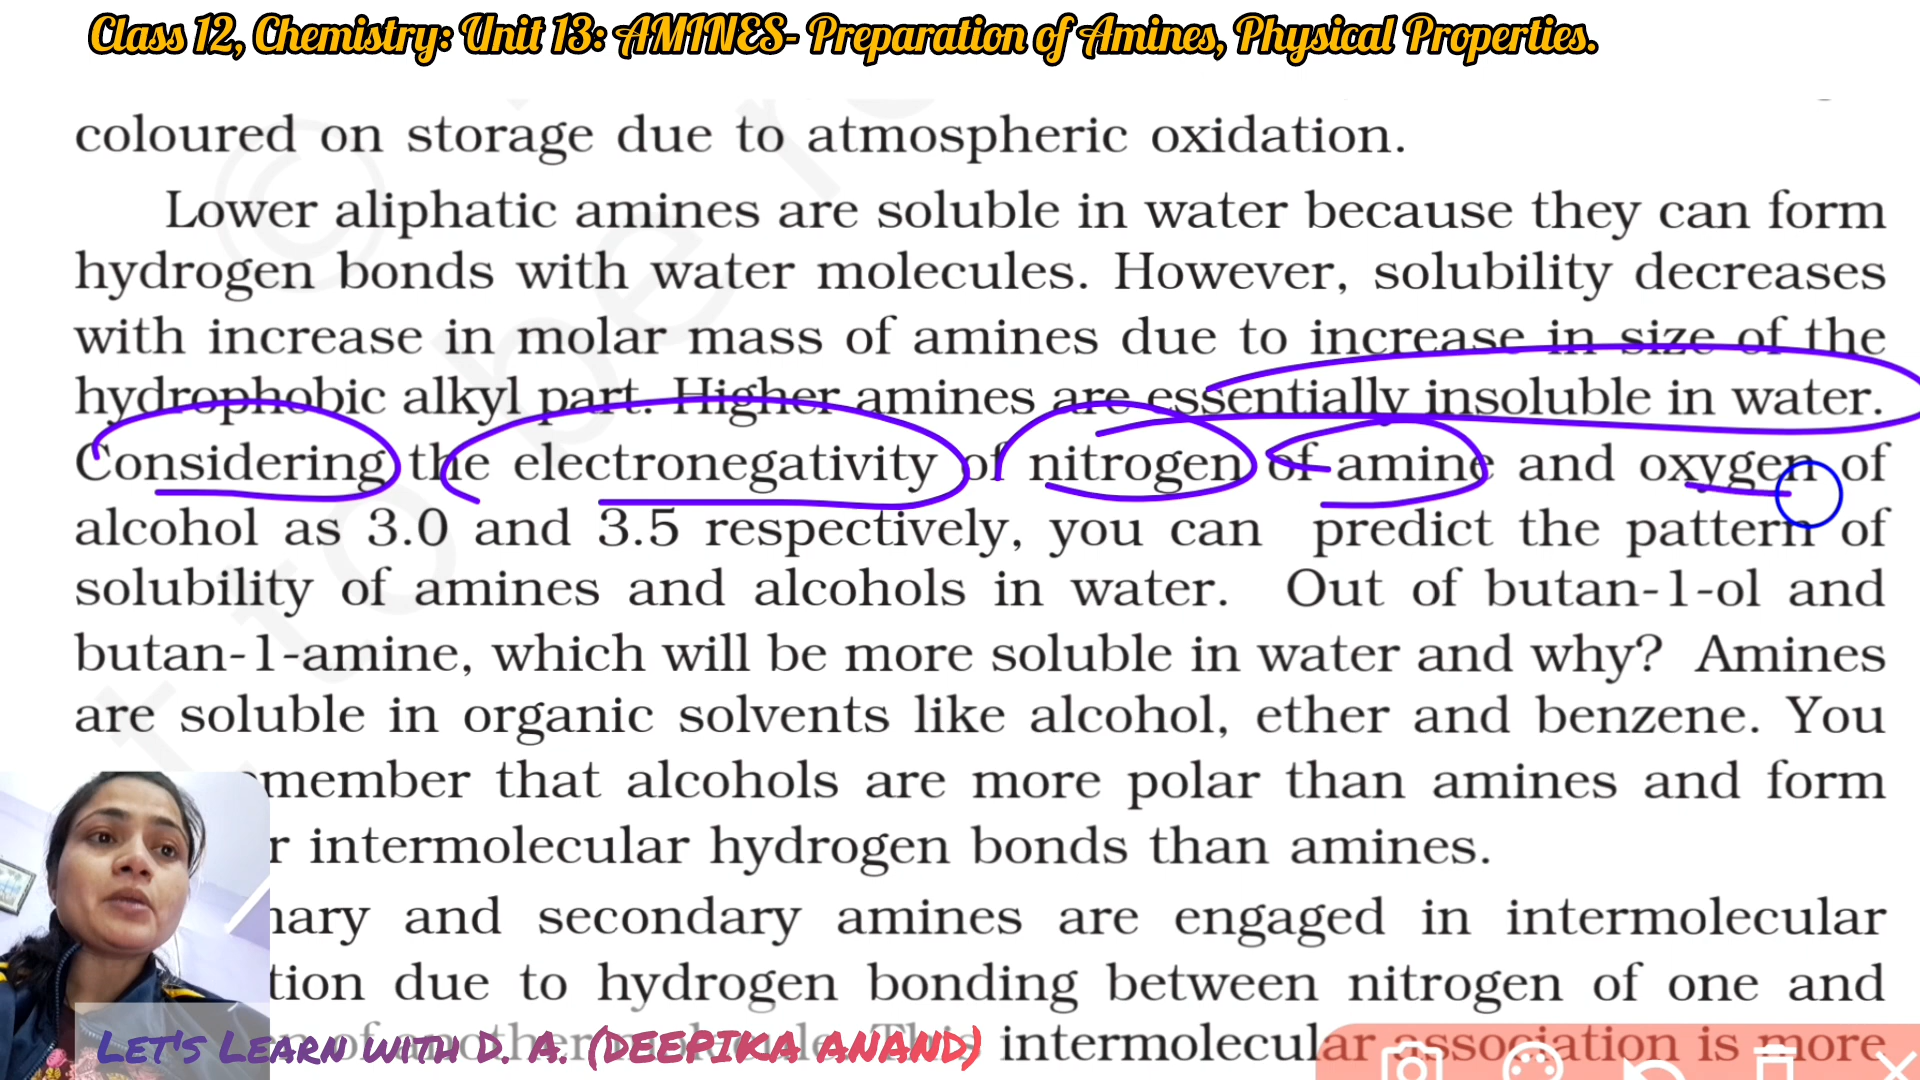 Class 12, Chemistry: Unit 13: AMINES- Preparation of Amines, Physical Properties.
coloured on storage due to atmospheric oxidation.
Lower aliphatic amines are soluble in water because they can form
hydrogen bonds with water molecules. However, solubility decreases
with increase in molar mass of amines due to increase in size of the
hydrophobic alkyl part. Higher amines are essentially insoluble in water.
Considering the electronegativity of nitrogen of amine and oxygen of
alcohol as 3.0 and 3.5 respectively, you can predict the pattern of
solubility of amines and alcohols in water. Out of butan-1-ol and
butan-1-amine, which will be more soluble in water and why? Amines
are soluble in organic solvents like alcohol, ether and benzene. You
member that alcohols are more polar than amines and form
r intermolecular hydrogen bonds than amines.
nary and secondary amines are engaged in intermolecular
tion due to hydrogen bonding between nitrogen of one and
of another This intermolecular association is more
LET'S LEARN WITH D. A. (DEEPIKA ANAND)